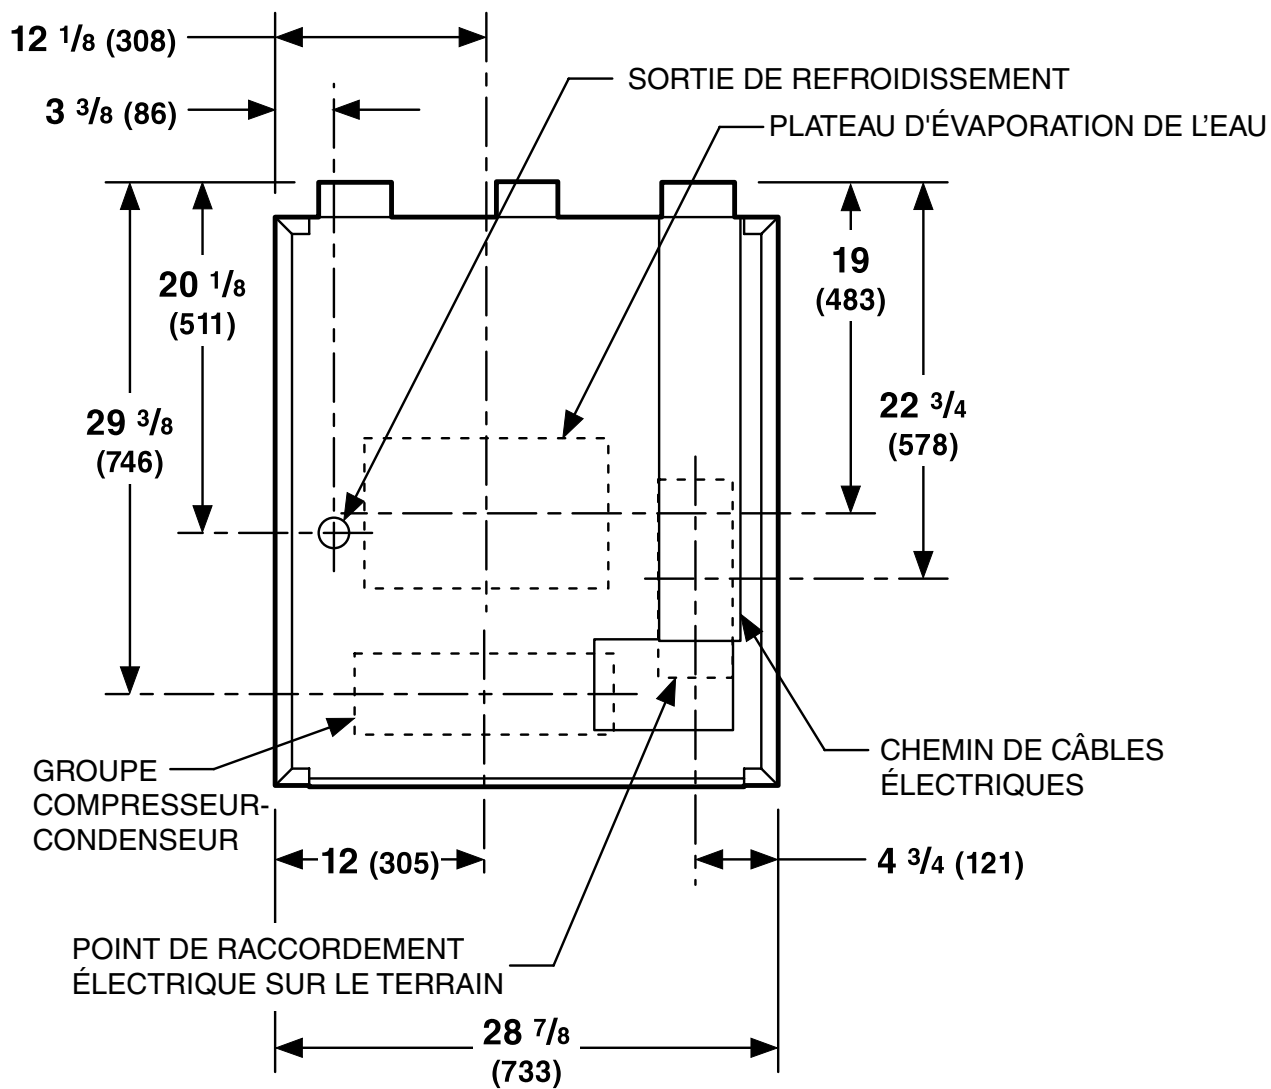 12 1/8 (308)
SORTIE DE REFROIDISSEMENT
3 3/8 (86)
PLATEAU D'ÉVAPORATION DE L'EAU
20 1/8
(511)
19
(483)
29 3/8
(746)
22 3/4
(578)
GROUPE
COMPRESSEUR-
CONDENSEUR
CHEMIN DE CÂBLES
ÉLECTRIQUES
12 (305)
4 3/4 (121)
POINT DE RACCORDEMENT
ÉLECTRIQUE SUR LE TERRAIN
28 7/8
(733)